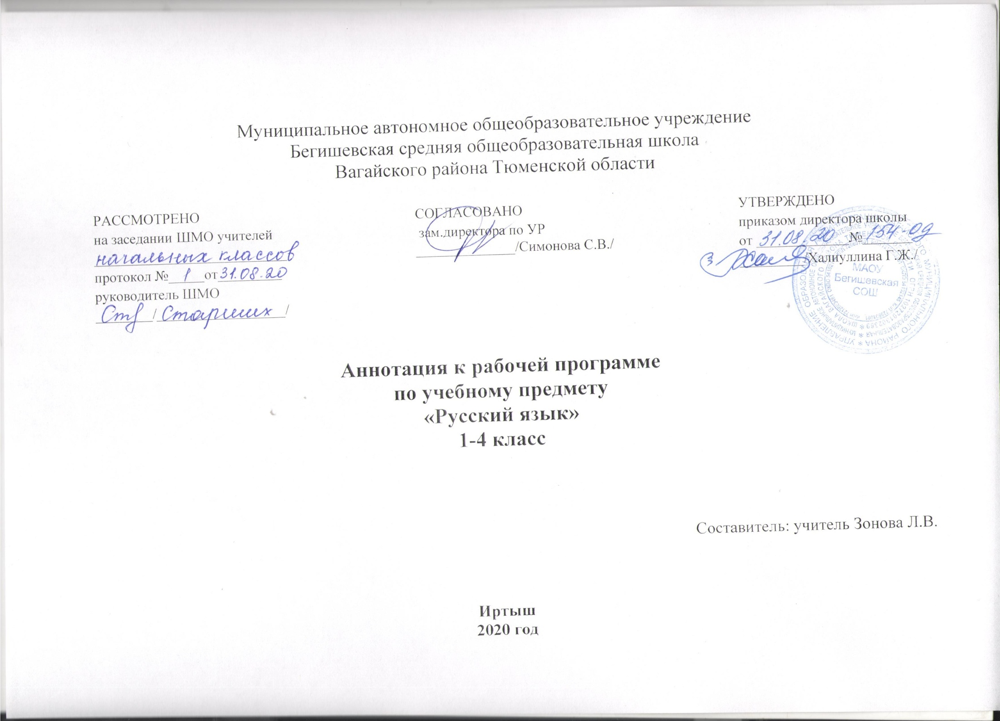 Муниципальное автономное общеобразовательное учреждение
Бегишевская средняя общеобразовательная школа
Вагайского района Тюменской области
РАССМОТРЕНО
на заседании ШМО учителей
начальных классов
протокол № 1 от 31.08.20
руководитель ШМО
/ Старших /
СОГЛАСОВАНО
зам.директора по УР
/Симонова С.В./
УТВЕРЖДЕНО
приказом директора школы
от 31.08.20 № 154-од
/Халиуллина Г.Ж./
МАОУ
Бегишевская
СОШ
Аннотация к рабочей программе
по учебному предмету
«Русский язык»
1-4 класс
Составитель: учитель Зонова Л.В.
Иртыш
2020 год